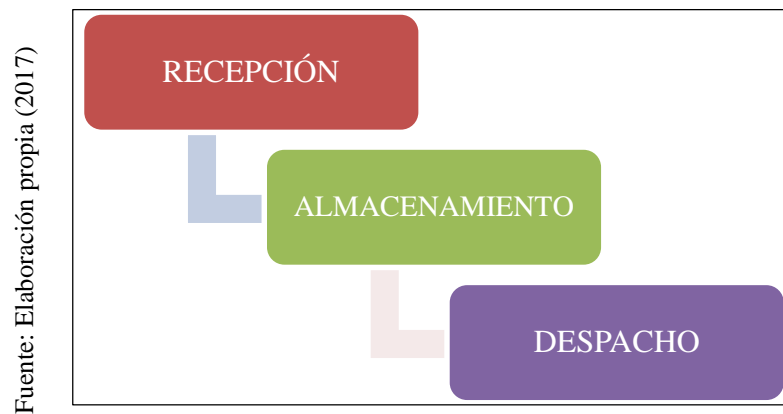 RECEPCIÓN
ALMACENAMIENTO
DESPACHO
Fuente: Elaboración propia (2017)